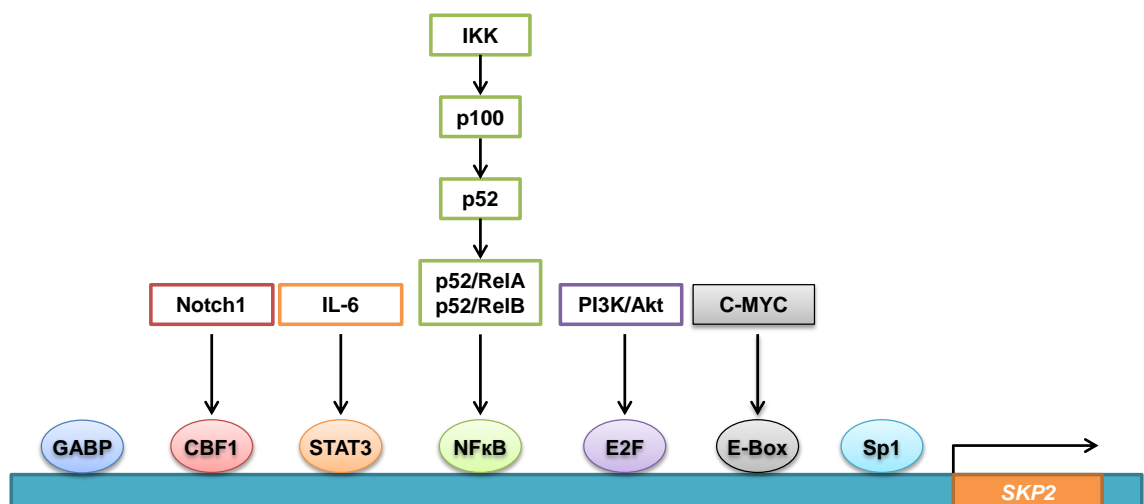 IKK
p100
p52
p52/RelA
p52/RelB
Notch1
IL-6
PI3K/Akt
C-MYC
GABP
CBF1
STAT3
NFκB
E2F
E-Box
Sp1
SKP2